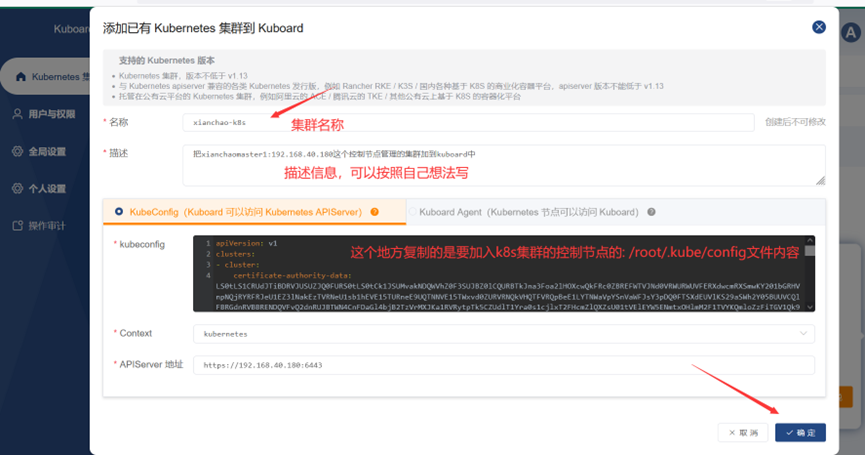 Kuboar
添加已有 Kubernetes 集群到 Kuboard
A
支持的 Kubernetes 版本
Kubernetes 集群，版本不低于 v1.13
与 Kubernetes apiserver 兼容的各类 Kubernetes 发行版，例如 Rancher RKE / K3S / 国内各种基于 K8S 的商业化容器平台，apiserver 版本不能低于 v1.13
托管在公有云平台的 Kubernetes 集群，例如阿里云的 ACE / 腾讯云的 TKE / 其他公有云上基于 K8S 的容器化平台
Kubernetes 集
用户与权限
全局设置
个人设置
操作审计
* 名称
xianchao-k8s
创建后不可修改
集群名称
* 描述
把xianchaomaster1:192.168.40.180这个控制节点管理的集群加到kuboard中
描述信息，可以按照自己想法写
KubeConfig（Kuboard 可以访问 Kubernetes APIServer）
Kuboard Agent（Kubernetes 节点可以访问 Kuboard）
* kubeconfig
1 apiVersion: v1
2 clusters:
3 - cluster:
4 certificate-authority-data:
这个地方复制的是要加入k8s集群的控制节点的: /root/.kube/config文件内容
* Context
kubernetes
* APIServer 地址
https://192.168.40.180:6443
取 消
确 定